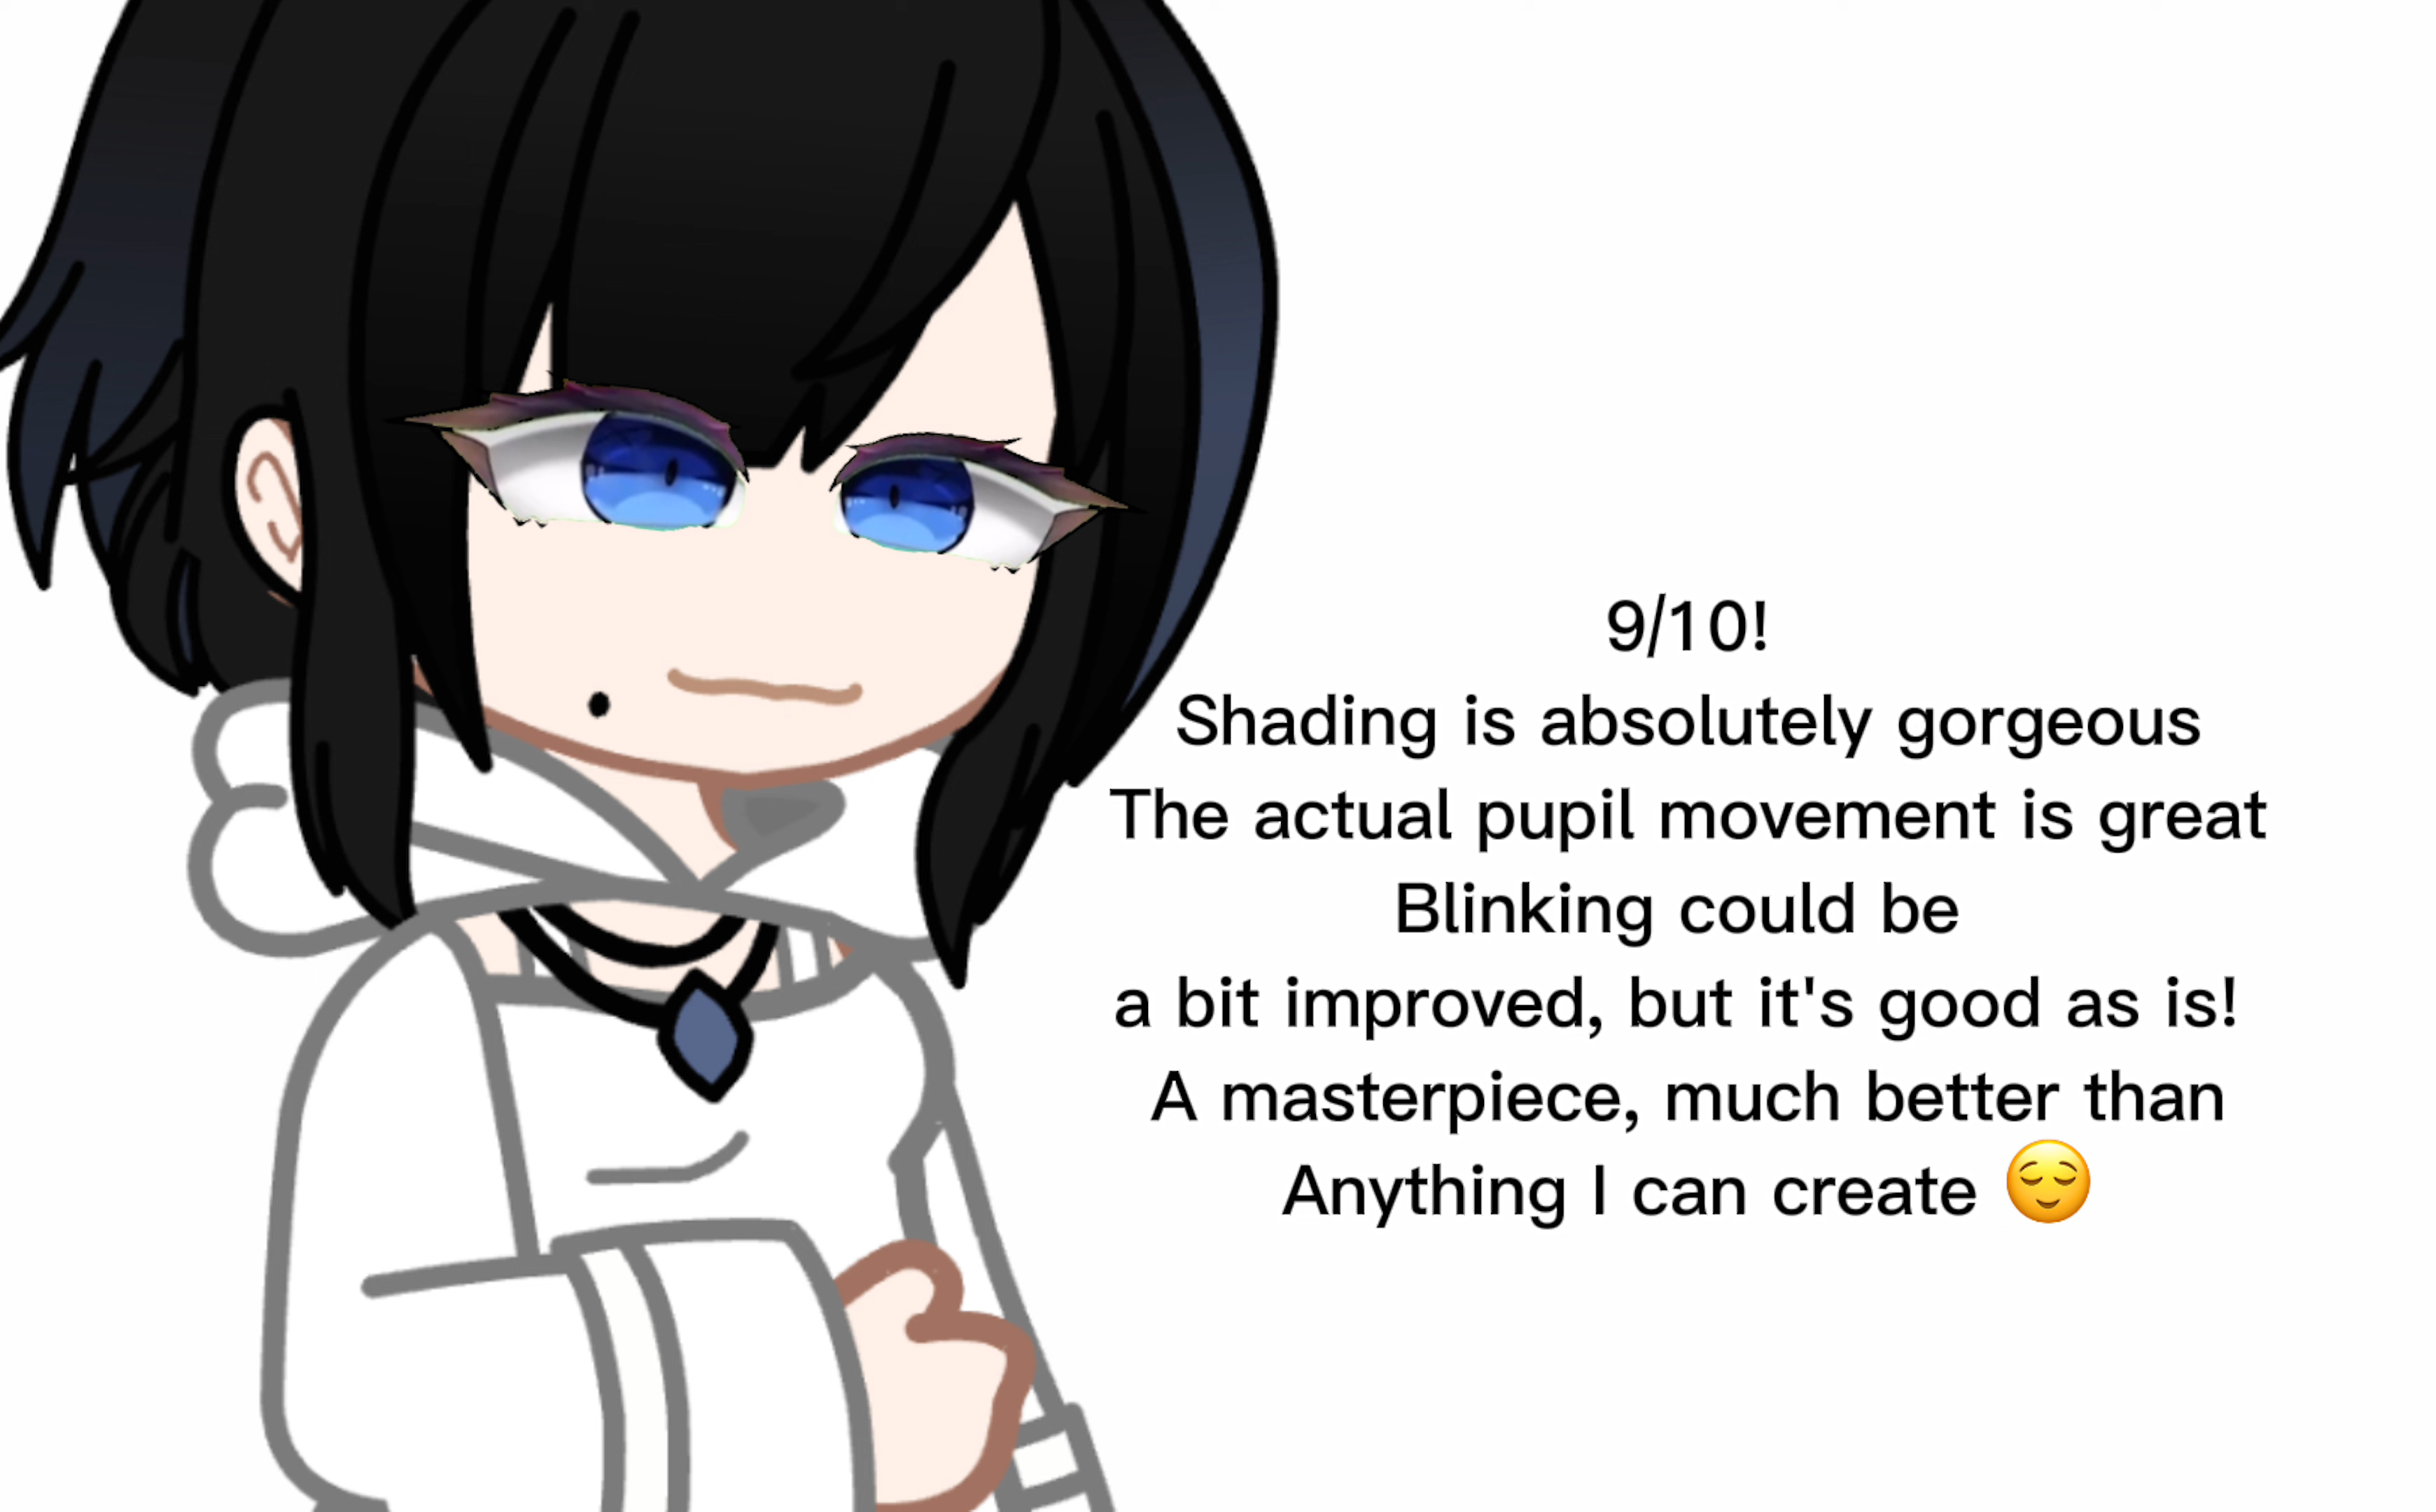 9/10!
Shading is absolutely gorgeous
The actual pupil movement is great
Blinking could be
a bit improved, but it's good as is!
A masterpiece, much better than
Anything I can create 😌